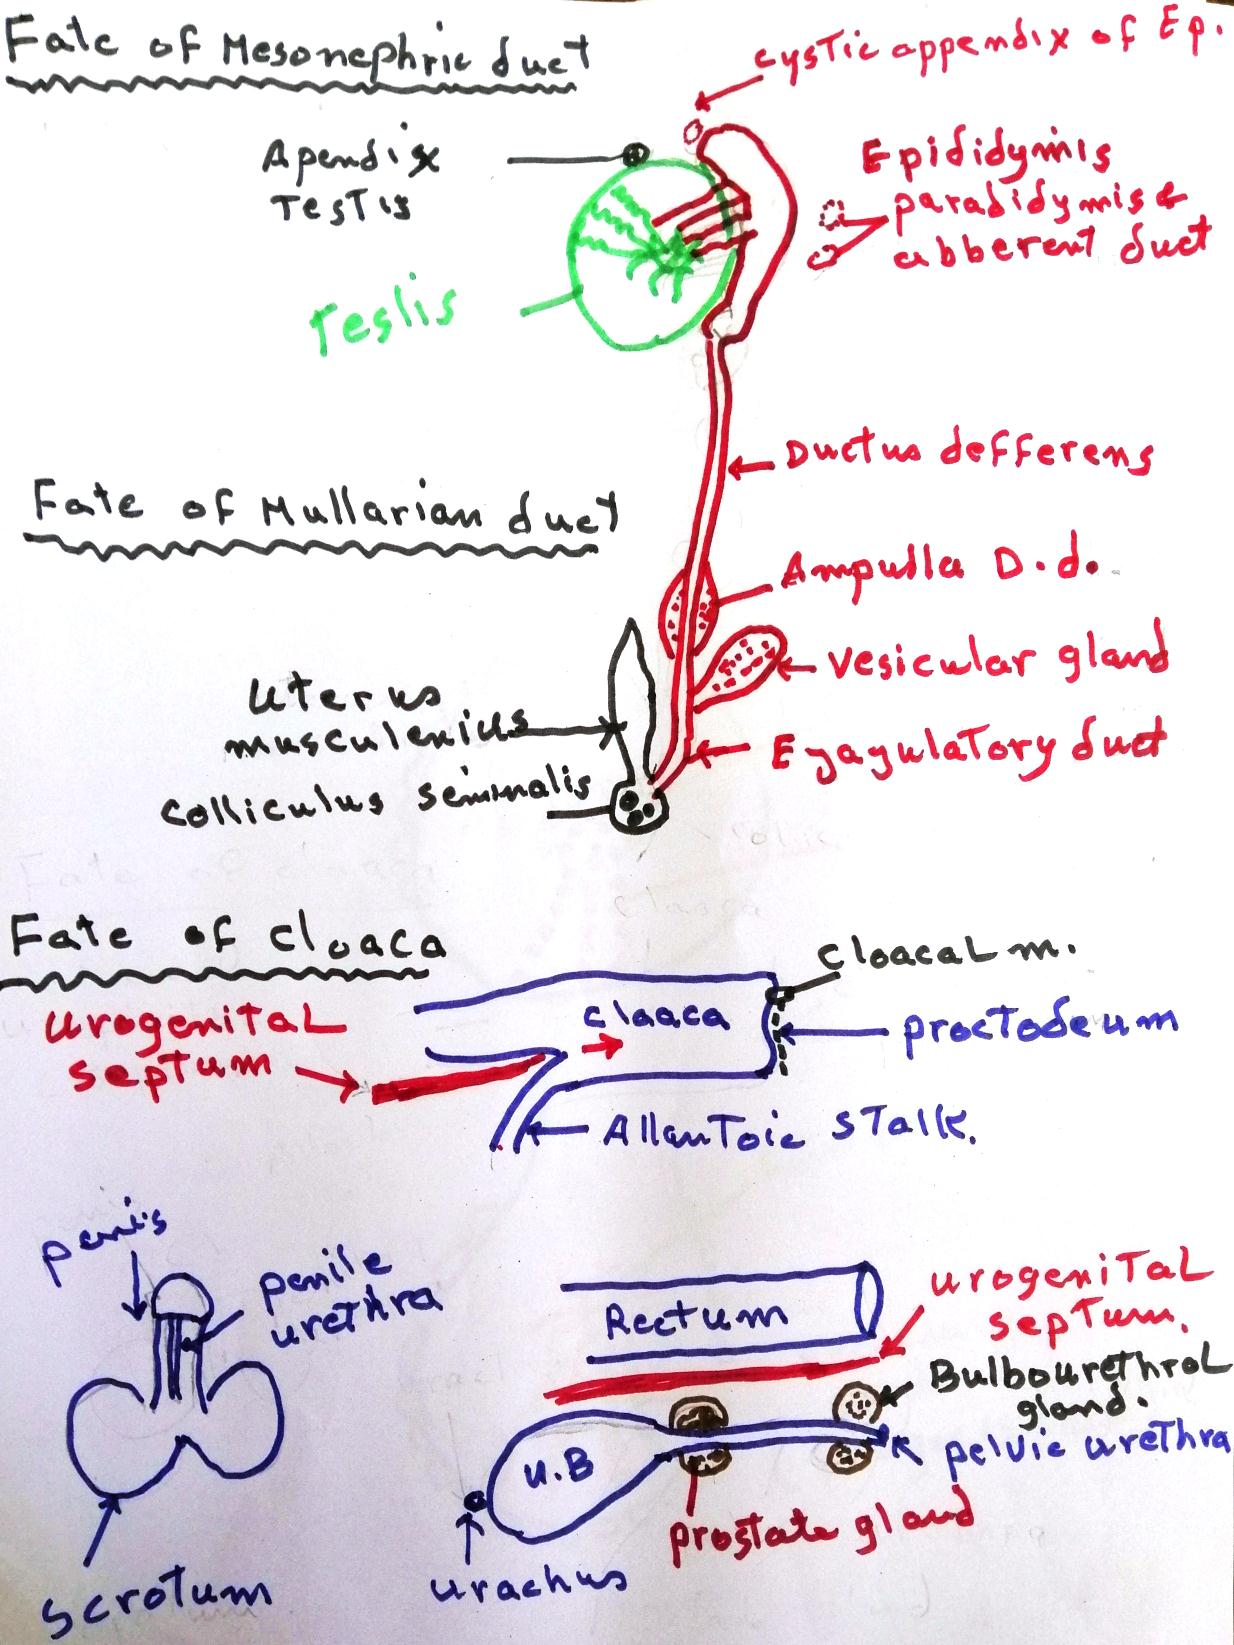 Fate of Mesonephric duct
cystic appendix of Ep.
Apendix
Testis
Epididymis
paradidymis &
abberent duct
Testis
Ductus defferens
Fate of Mullarian duct
Ampulla D.d.
vesicular gland
uterus
musculenius
Ejaqulatory duct
colliculus seminalis
Fate of cloaca
cloacal m.
urogenital
septum
claaca
proctodeum
Allantoic stalk.
penis
penile
urethra
Rectum
urogenital
septum.
Bulbourethral
gland.
pelvic urethra
U.B
prostate gland
urachus
scrotum